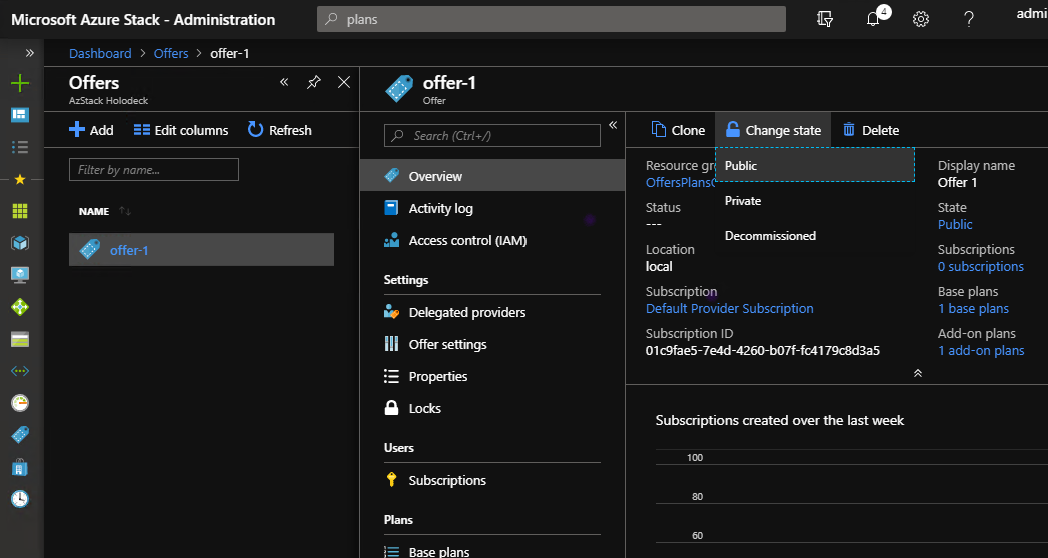 Microsoft Azure Stack - Administration
plans
4
admi
Dashboard > Offers > offer-1
Offers
AzStack Holodeck
Add
Edit columns
Refresh
Filter by name...
NAME
offer-1
offer-1
Offer
Search (Ctrl+/)
Overview
Activity log
Access control (IAM)
Settings
Delegated providers
Offer settings
Properties
Locks
Users
Subscriptions
Plans
Base plans
Clone
Change state
Delete
Public
Private
Decommissioned
Resource gr
OffersPlans
Status
---
Location
local
Subscription
Default Provider Subscription
Subscription ID
01c9fae5-7e4d-4260-b07f-fc4179c8d3a5
Display name
Offer 1
State
Public
Subscriptions
0 subscriptions
Base plans
1 base plans
Add-on plans
1 add-on plans
Subscriptions created over the last week
100
80
60